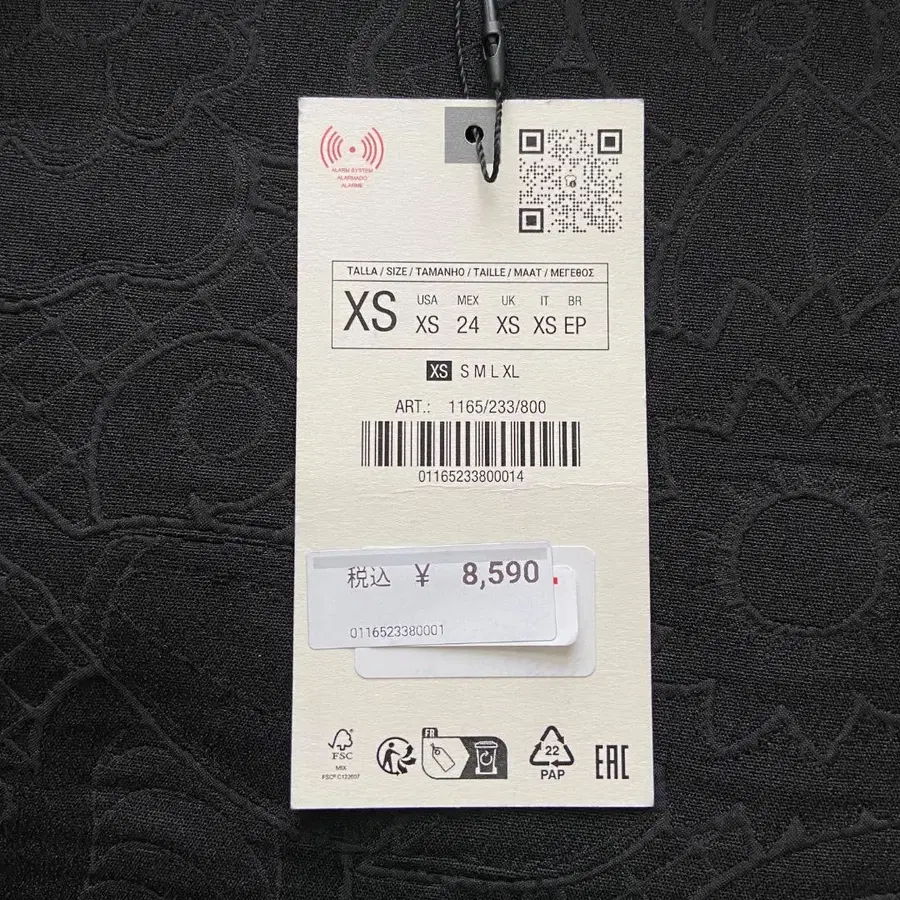 ALARM SYSTEM
ALARMADO
ALARME
TALLA / SIZE / TAMANHO / TAILLE / MAAT / ΜΕΓΕΘΟΣ
XS
USA MEX UK IT BR
XS 24 XS XS EP
XS S M L XL
ART.: 1165/233/800
01165233800014
税込 ¥ 8,590
0116523380001
FR
FSC
MIX
FSC® C122607
22
PAP
EAC